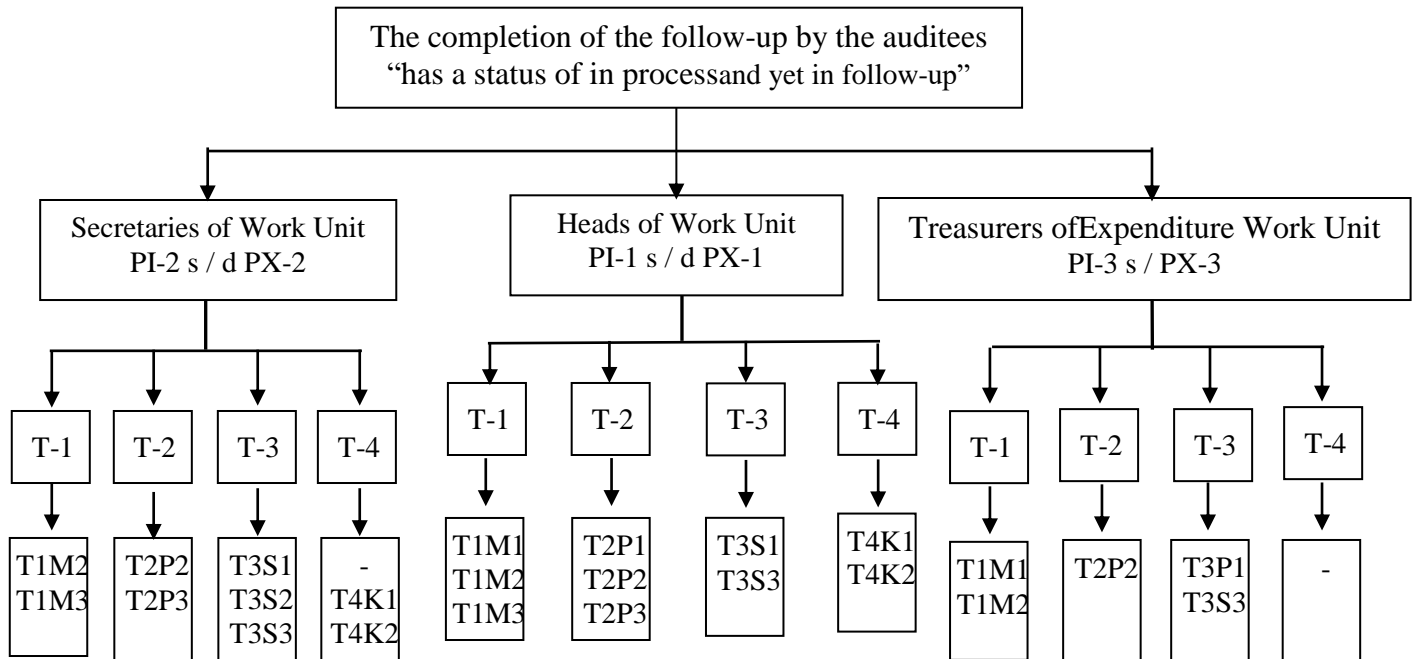 The completion of the follow-up by the auditees
“has a status of in processand yet in follow-up”
Secretaries of Work Unit
PI-2 s / d PX-2
Heads of Work Unit
PI-1 s / d PX-1
Treasurers ofExpenditure Work Unit
PI-3 s / PX-3
T-1
T-2
T-3
T-4
T-1
T-2
T-3
T-4
T-1
T-2
T-3
T-4
T1M2
T1M3
T2P2
T2P3
T3S1
T3S2
T3S3
-
T4K1
T4K2
T1M1
T1M2
T1M3
T2P1
T2P2
T2P3
T3S1
T3S3
T4K1
T4K2
T1M1
T1M2
T2P2
T3P1
T3S3
-